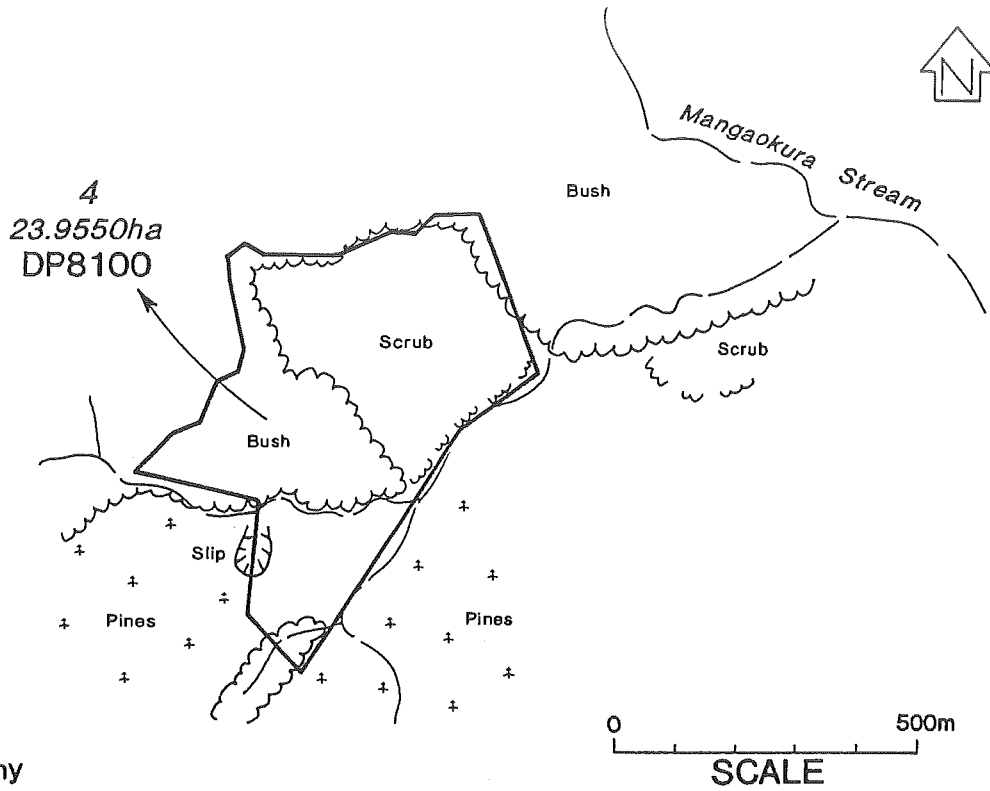 N
Mangaokura Stream
Bush
4
23.9550ha
DP8100
Scrub
Scrub
Bush
Slip
Pines
Pines
0 500m
SCALE